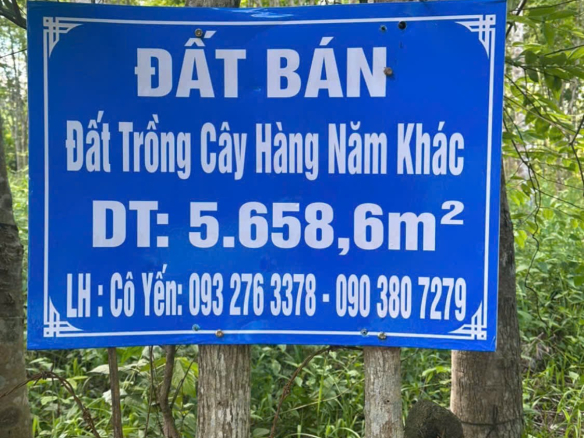 ĐẤT BÁN
Đất Trồng Cây Hàng Năm Khác
DT: 5.658,6m²
LH : Cô Yến: 093 276 3378 - 090 380 7279